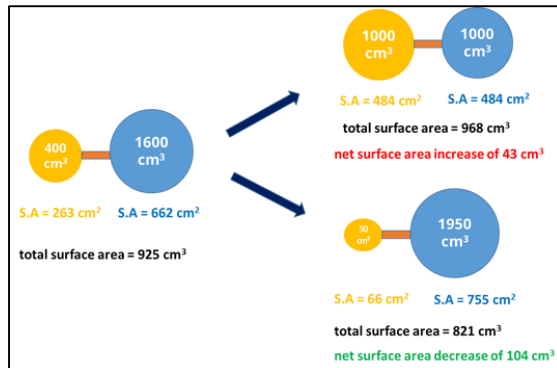 400
cm³
1600
cm³
S.A = 263 cm²
S.A = 662 cm²
total surface area = 925 cm³
1000
cm³
1000
cm³
S.A = 484 cm²
S.A = 484 cm²
total surface area = 968 cm³
net surface area increase of 43 cm³
50
cm³
1950
cm³
S.A = 66 cm²
S.A = 755 cm²
total surface area = 821 cm³
net surface area decrease of 104 cm³